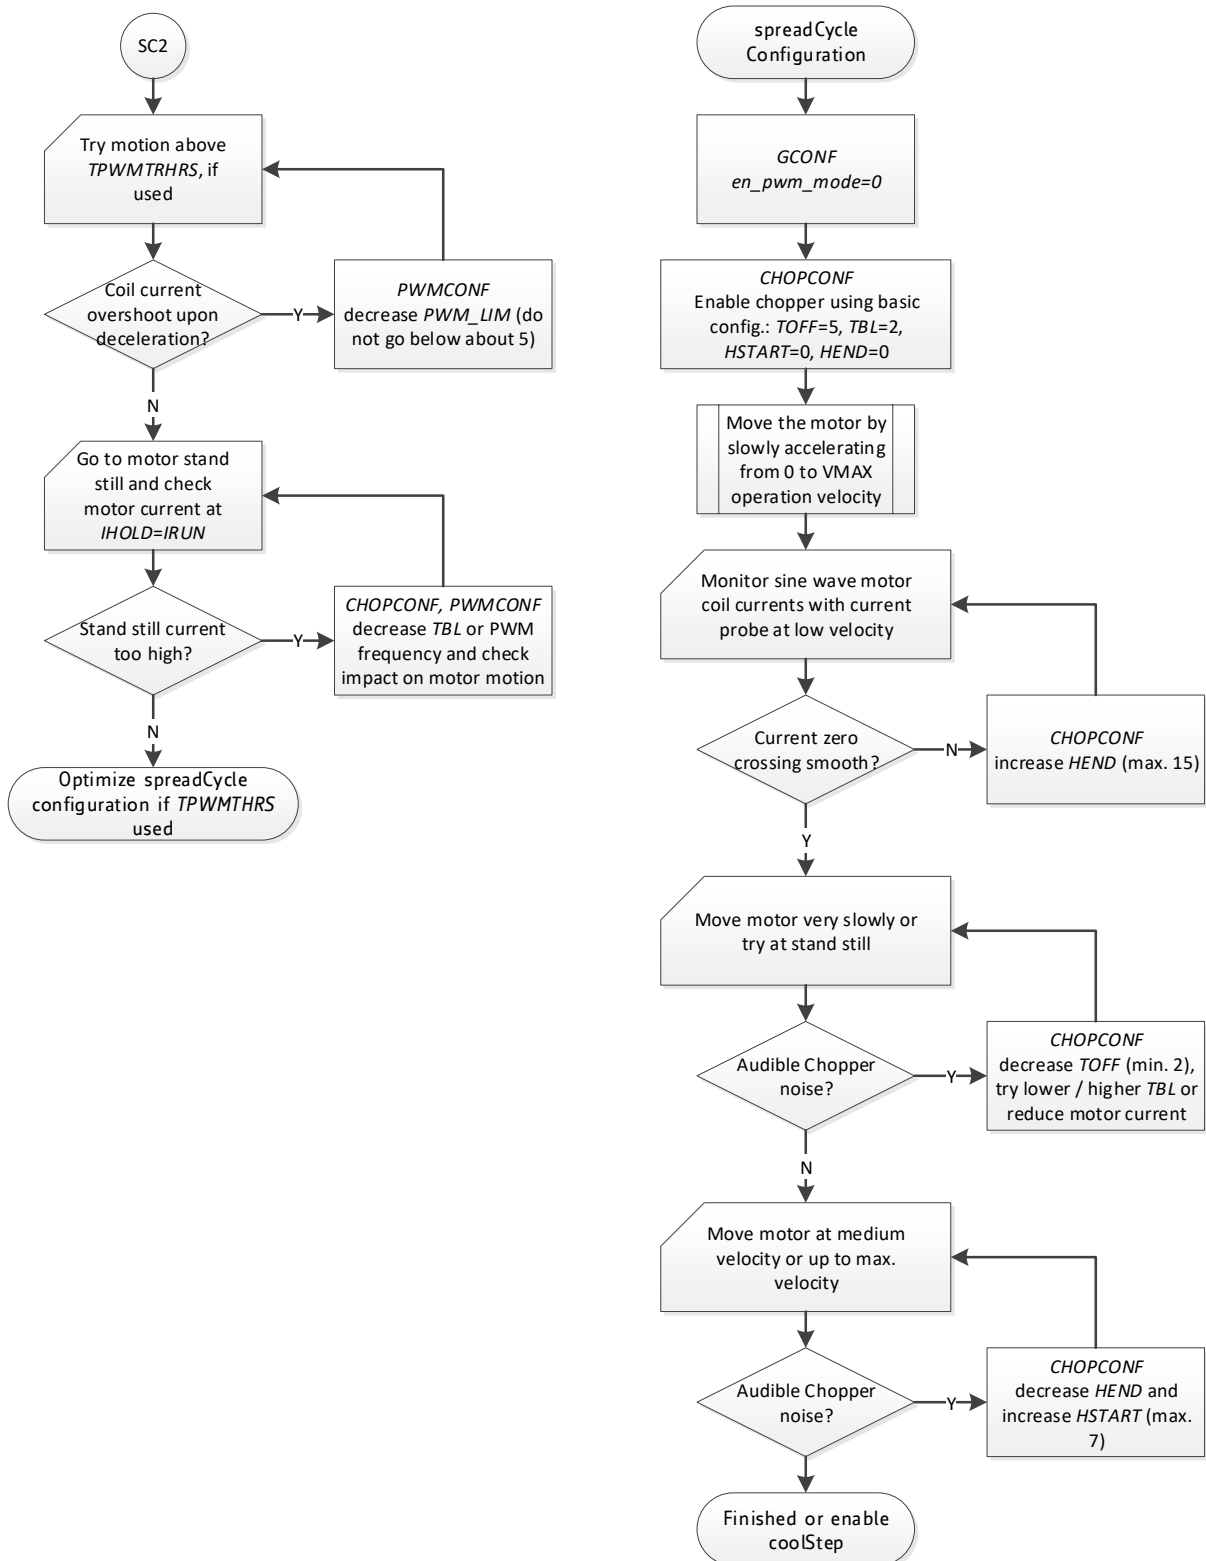 SC2
Try motion above
TPWMTRHRS, if
used
Coil current
overshoot upon
deceleration?
Y
PWMCONF
decrease PWM_LIM (do
not go below about 5)
N
Go to motor stand
still and check
motor current at
IHOLD=IRUN
Stand still current
too high?
Y
CHOPCONF, PWMCONF
decrease TBL or PWM
frequency and check
impact on motor motion
N
Optimize spreadCycle
configuration if TPWMTHRS
used
spreadCycle
Configuration
GCONF
en_pwm_mode=0
CHOPCONF
Enable chopper using basic
config.: TOFF=5, TBL=2,
HSTART=0, HEND=0
Move the motor by
slowly accelerating
from 0 to VMAX
operation velocity
Monitor sine wave motor
coil currents with current
probe at low velocity
Current zero
crossing smooth?
N
CHOPCONF
increase HEND (max. 15)
Y
Move motor very slowly or
try at stand still
Audible Chopper
noise?
Y
CHOPCONF
decrease TOFF (min. 2),
try lower / higher TBL or
reduce motor current
N
Move motor at medium
velocity or up to max.
velocity
Audible Chopper
noise?
Y
CHOPCONF
decrease HEND and
increase HSTART (max.
7)
Finished or enable
coolStep